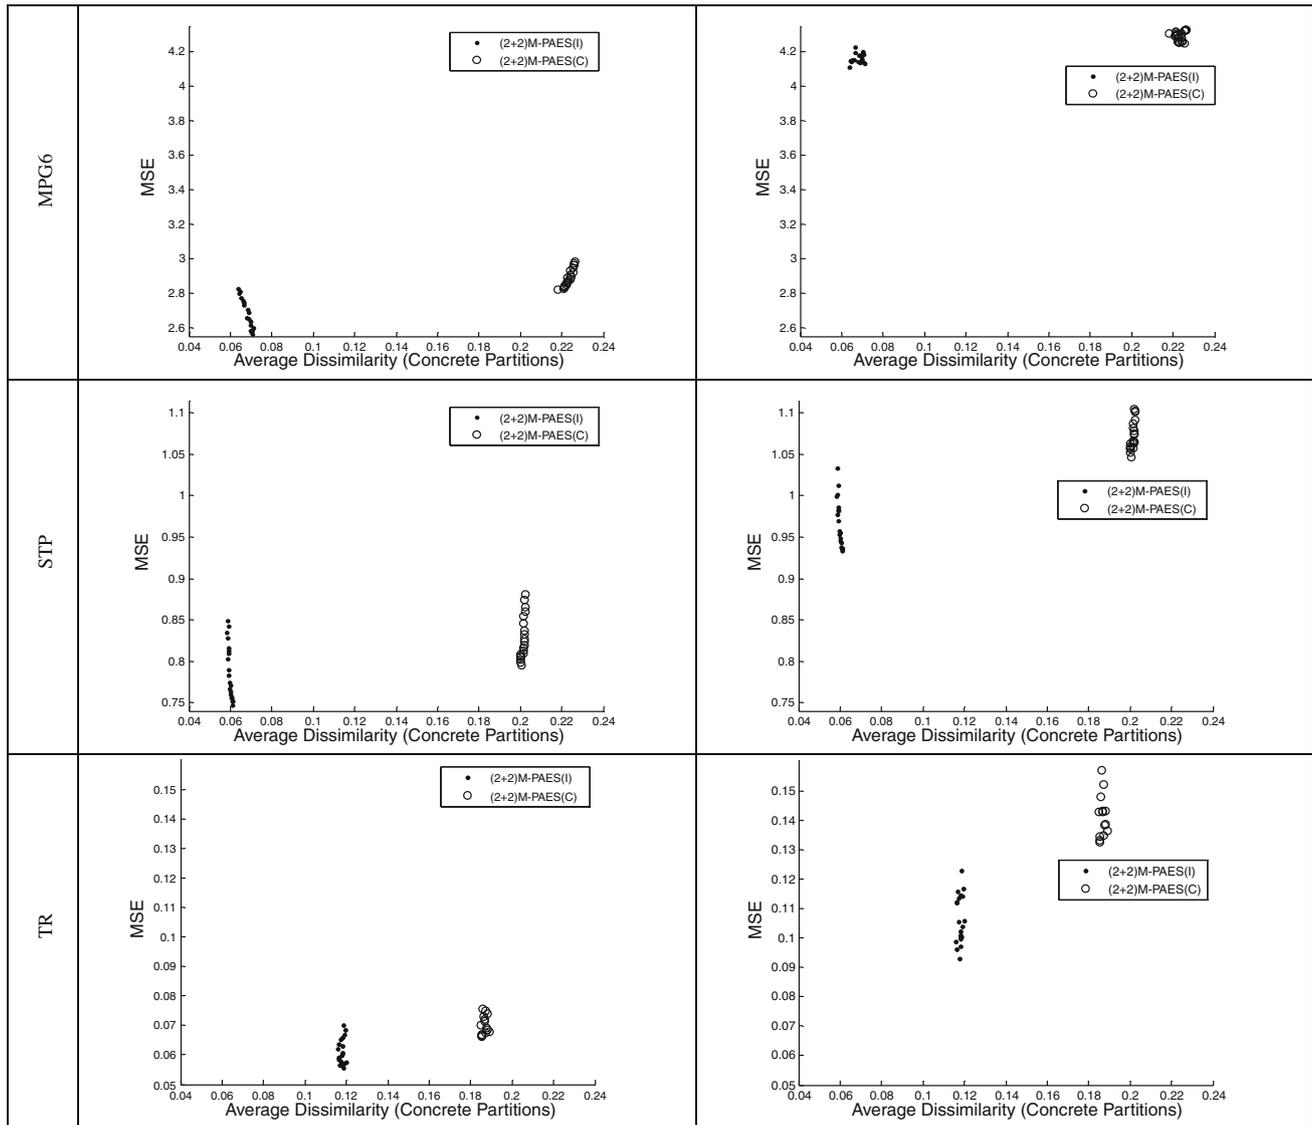 MPG6
4.2
4
3.8
3.6
3.4
3.2
3
2.8
2.6
MSE
(2+2)M-PAES(I)
(2+2)M-PAES(C)
0.04 0.06 0.08 0.1 0.12 0.14 0.16 0.18 0.2 0.22 0.24
Average Dissimilarity (Concrete Partitions)
4.2
4
3.8
3.6
3.4
3.2
3
2.8
2.6
MSE
(2+2)M-PAES(I)
(2+2)M-PAES(C)
0.04 0.06 0.08 0.1 0.12 0.14 0.16 0.18 0.2 0.22 0.24
Average Dissimilarity (Concrete Partitions)
STP
1.1
1.05
1
0.95
0.9
0.85
0.8
0.75
MSE
(2+2)M-PAES(I)
(2+2)M-PAES(C)
0.04 0.06 0.08 0.1 0.12 0.14 0.16 0.18 0.2 0.22 0.24
Average Dissimilarity (Concrete Partitions)
1.1
1.05
1
0.95
0.9
0.85
0.8
0.75
MSE
(2+2)M-PAES(I)
(2+2)M-PAES(C)
0.04 0.06 0.08 0.1 0.12 0.14 0.16 0.18 0.2 0.22 0.24
Average Dissimilarity (Concrete Partitions)
TR
0.15
0.14
0.13
0.12
0.11
0.1
0.09
0.08
0.07
0.06
0.05
MSE
(2+2)M-PAES(I)
(2+2)M-PAES(C)
0.04 0.06 0.08 0.1 0.12 0.14 0.16 0.18 0.2 0.22 0.24
Average Dissimilarity (Concrete Partitions)
0.15
0.14
0.13
0.12
0.11
0.1
0.09
0.08
0.07
0.06
0.05
MSE
(2+2)M-PAES(I)
(2+2)M-PAES(C)
0.04 0.06 0.08 0.1 0.12 0.14 0.16 0.18 0.2 0.22 0.24
Average Dissimilarity (Concrete Partitions)